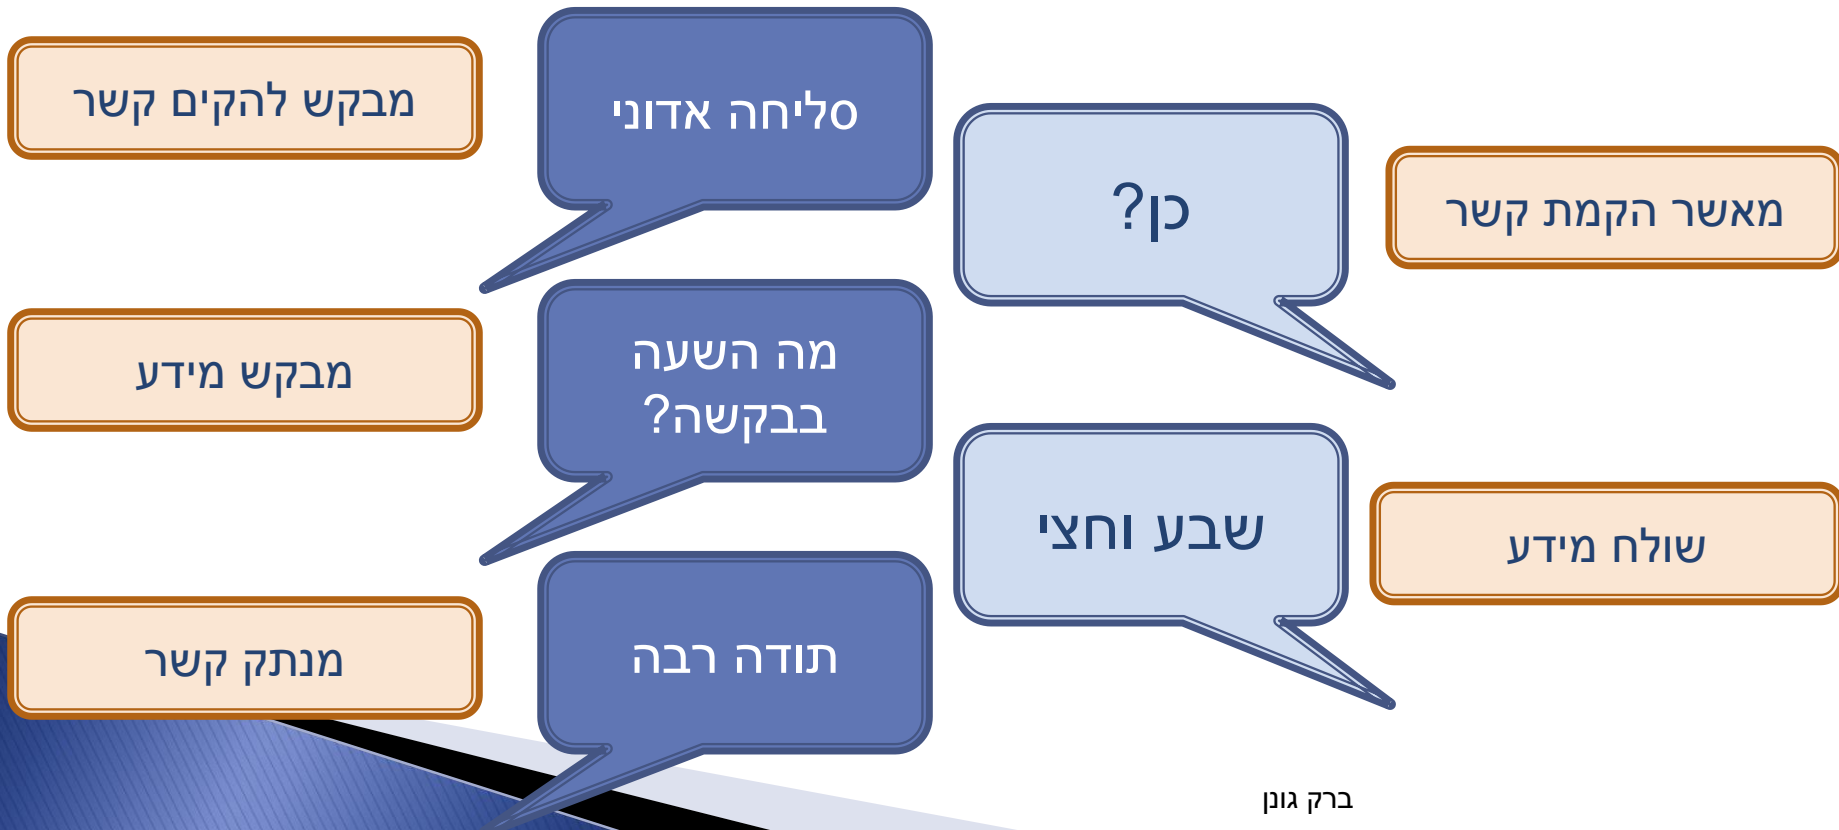 מבקש להקים קשר
סליחה אדוני
כן?
מאשר הקמת קשר
מבקש מידע
מה השעה
בבקשה?
שבע וחצי
שולח מידע
מנתק קשר
תודה רבה
ברק גונן